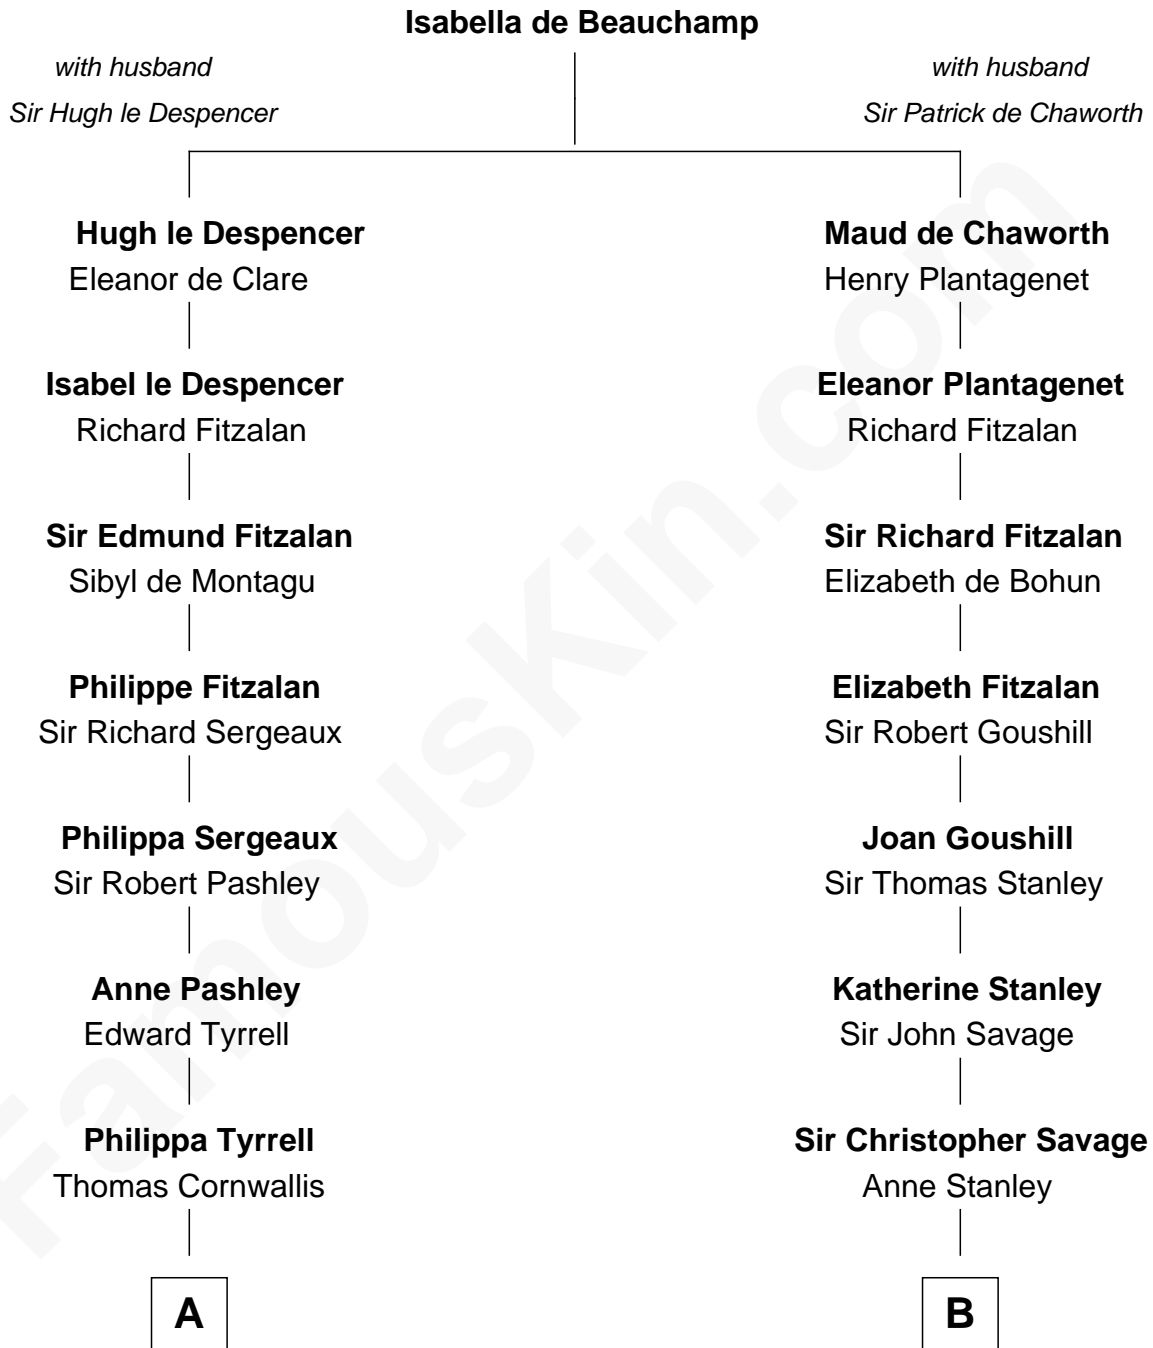 Isabella de Beauchamp
with husband
Sir Hugh le Despencer
with husband
Sir Patrick de Chaworth
Hugh le Despencer
Eleanor de Clare
Maud de Chaworth
Henry Plantagenet
Isabel le Despencer
Richard Fitzalan
Eleanor Plantagenet
Richard Fitzalan
Sir Edmund Fitzalan
Sibyl de Montagu
Sir Richard Fitzalan
Elizabeth de Bohun
Philippe Fitzalan
Sir Richard Sergeaux
Elizabeth Fitzalan
Sir Robert Goushill
Philippa Sergeaux
Sir Robert Pashley
Joan Goushill
Sir Thomas Stanley
Anne Pashley
Edward Tyrrell
Katherine Stanley
Sir John Savage
Philippa Tyrrell
Thomas Cornwallis
Sir Christopher Savage
Anne Stanley
A
B
FamousKin.com